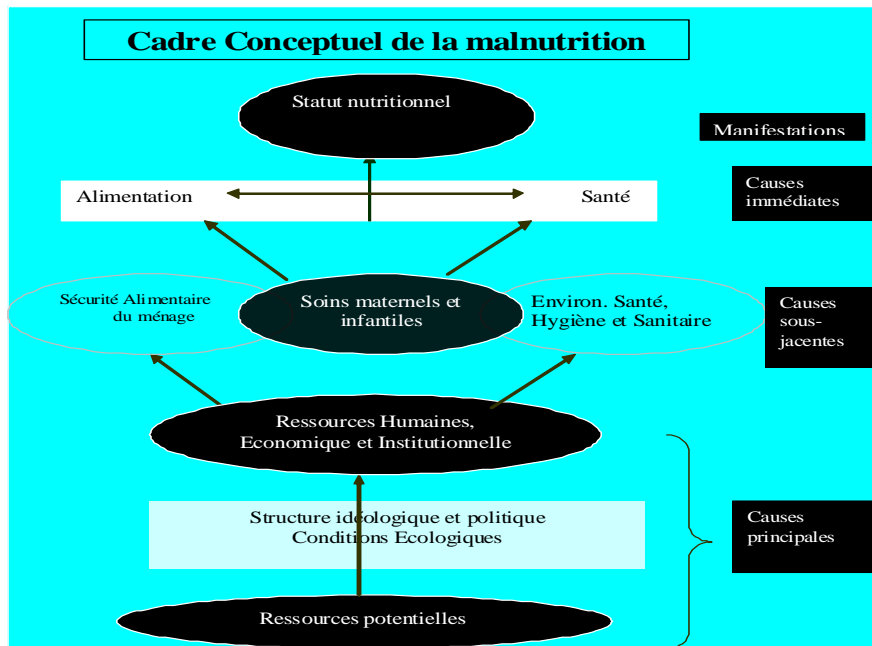 Cadre Conceptuel de la malnutrition
Statut nutritionnel
Manifestations
Alimentation
Santé
Causes
immédiates
Sécurité Alimentaire
du ménage
Soins maternels et
infantiles
Environ. Santé,
Hygiène et Sanitaire
Causes
sous-
jacentes
Ressources Humaines,
Economique et Institutionnelle
Structure idéologique et politique
Conditions Ecologiques
Causes
principales
Ressources potentielles